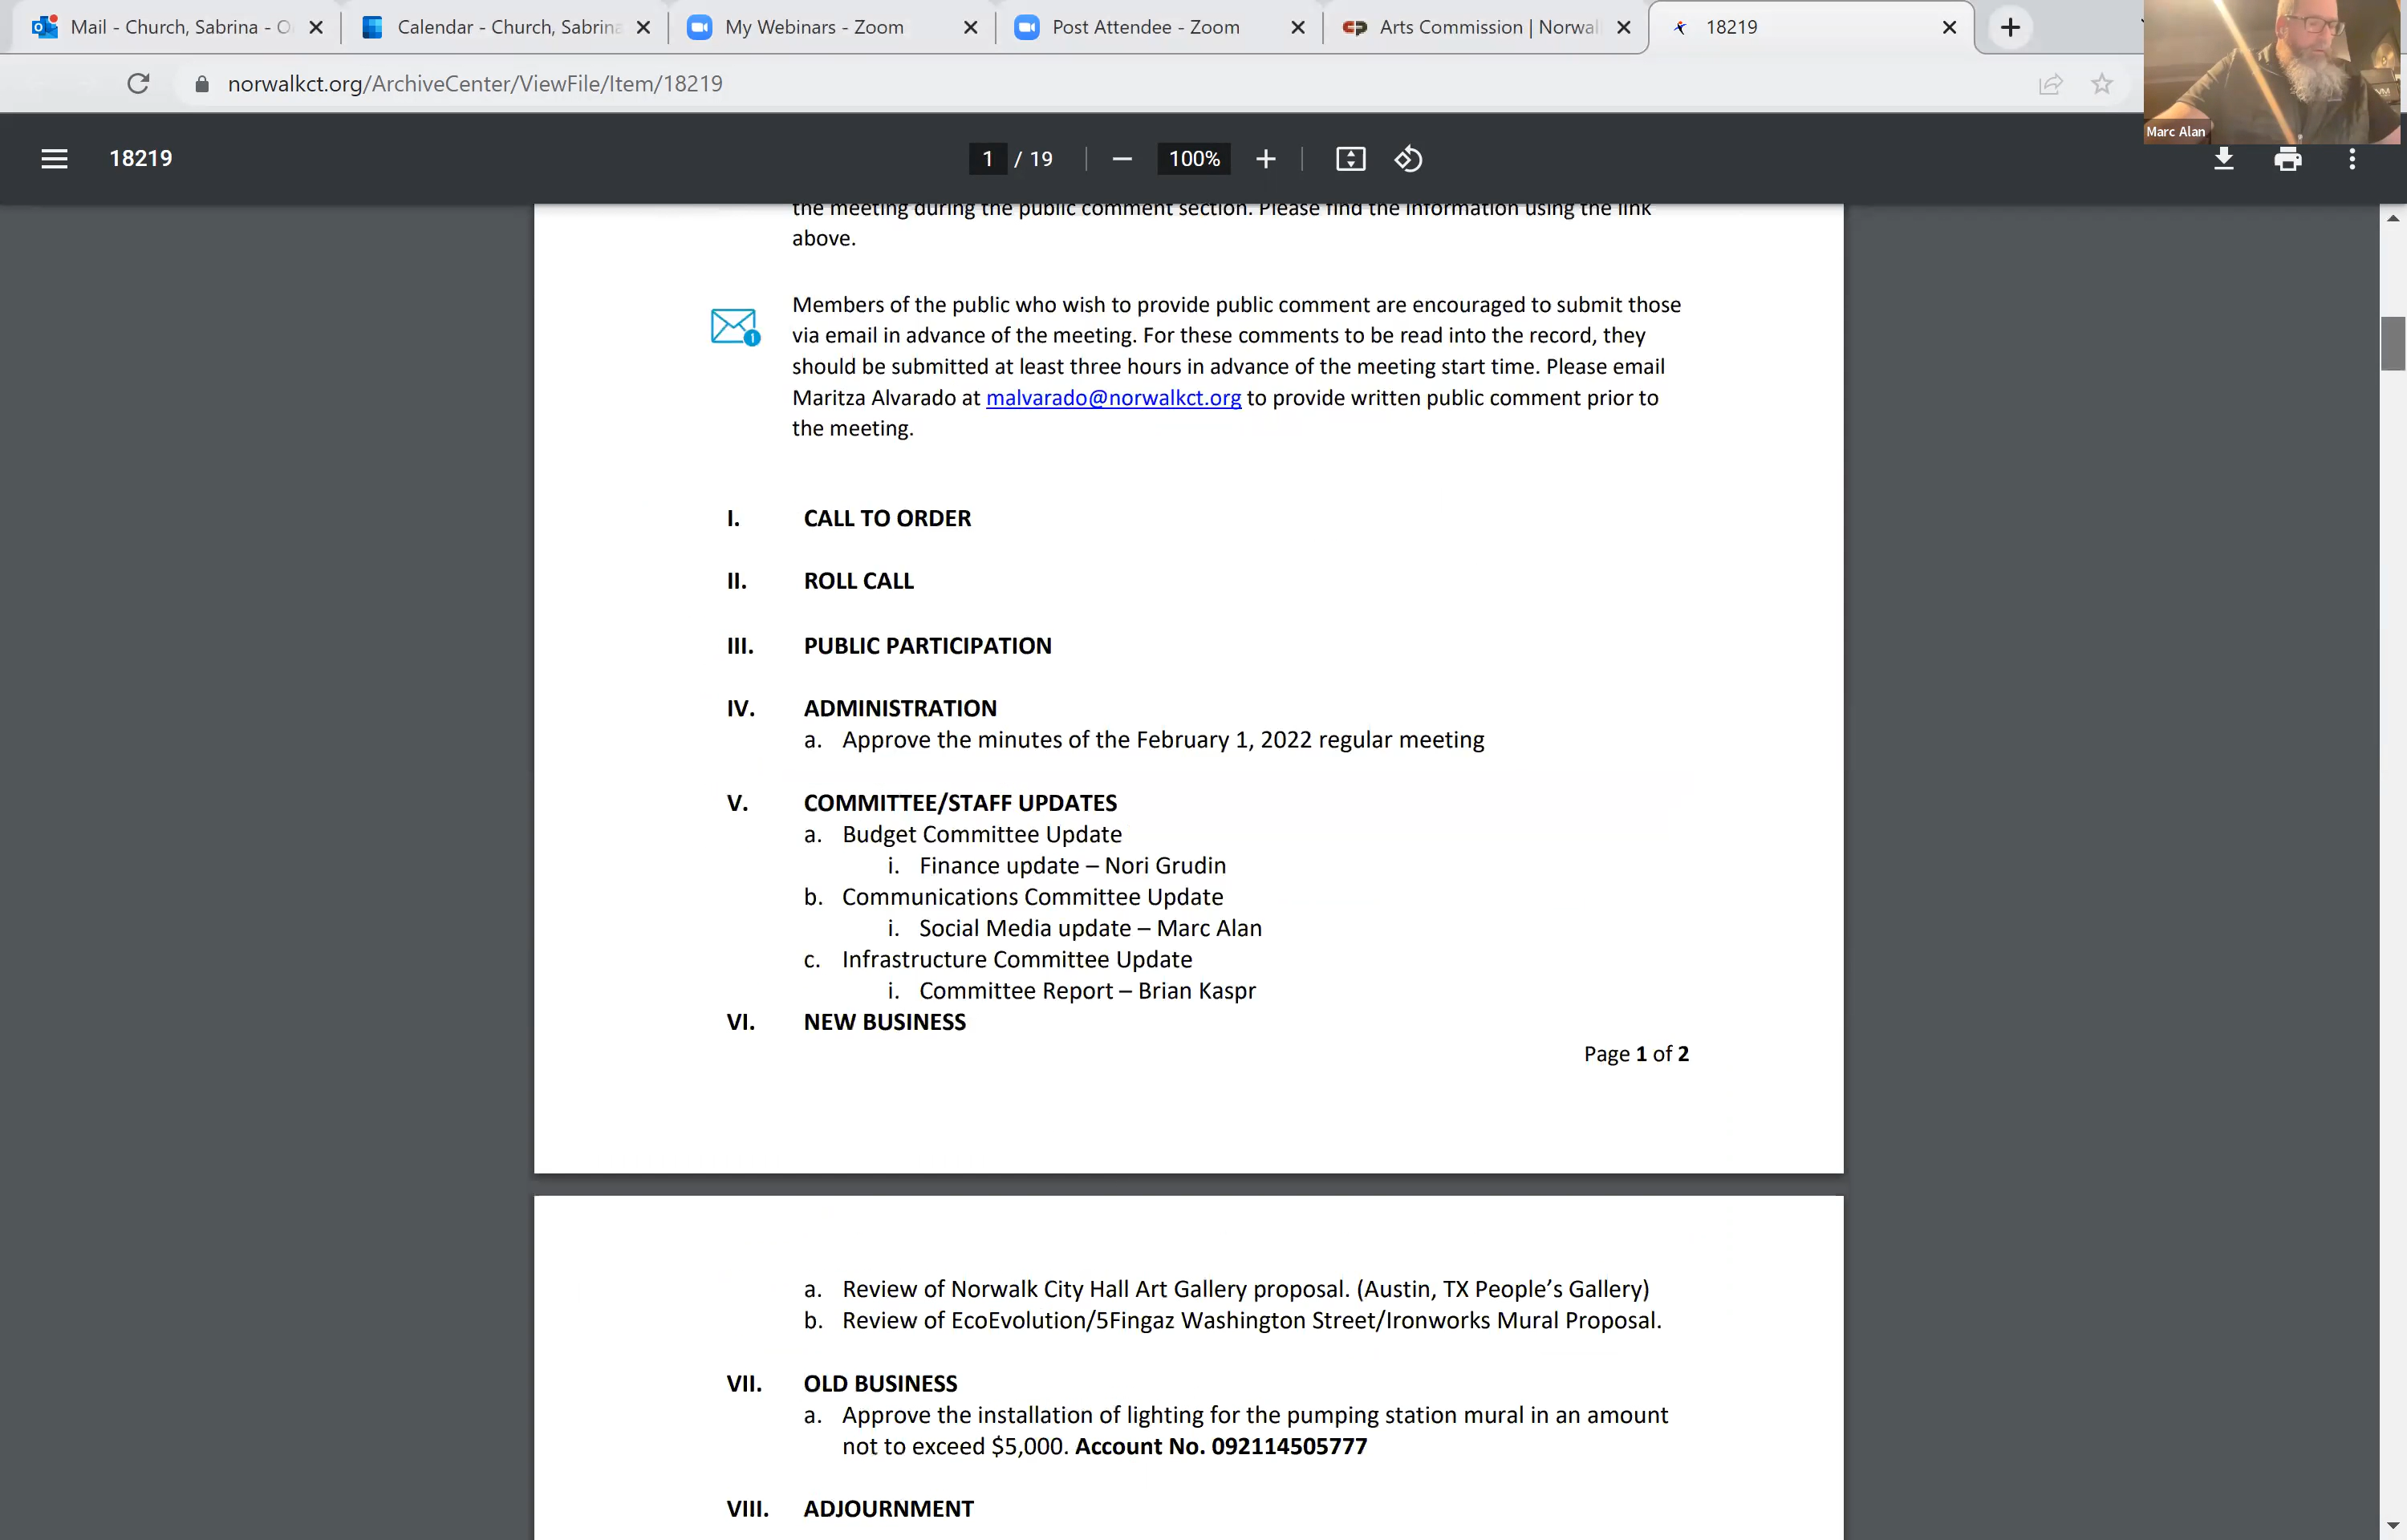 Mail - Church, Sabrina - O
Calendar - Church, Sabrina
My Webinars - Zoom
Post Attendee - Zoom
Arts Commission | Norwal
18219
norwalkct.org/ArchiveCenter/ViewFile/Item/18219
Marc Alan
18219
1 / 19
100%
the meeting during the public comment section. Please find the information using the link
above.
Members of the public who wish to provide public comment are encouraged to submit those
via email in advance of the meeting. For these comments to be read into the record, they
should be submitted at least three hours in advance of the meeting start time. Please email
Maritza Alvarado at malvarado@norwalkct.org to provide written public comment prior to
the meeting.
1
I. CALL TO ORDER
II. ROLL CALL
III. PUBLIC PARTICIPATION
IV. ADMINISTRATION
a. Approve the minutes of the February 1, 2022 regular meeting
V. COMMITTEE/STAFF UPDATES
a. Budget Committee Update
i. Finance update – Nori Grudin
b. Communications Committee Update
i. Social Media update – Marc Alan
c. Infrastructure Committee Update
i. Committee Report – Brian Kaspr
VI. NEW BUSINESS
Page 1 of 2
a. Review of Norwalk City Hall Art Gallery proposal. (Austin, TX People’s Gallery)
b. Review of EcoEvolution/5Fingaz Washington Street/Ironworks Mural Proposal.
VII. OLD BUSINESS
a. Approve the installation of lighting for the pumping station mural in an amount
not to exceed $5,000. Account No. 092114505777
VIII. ADJOURNMENT